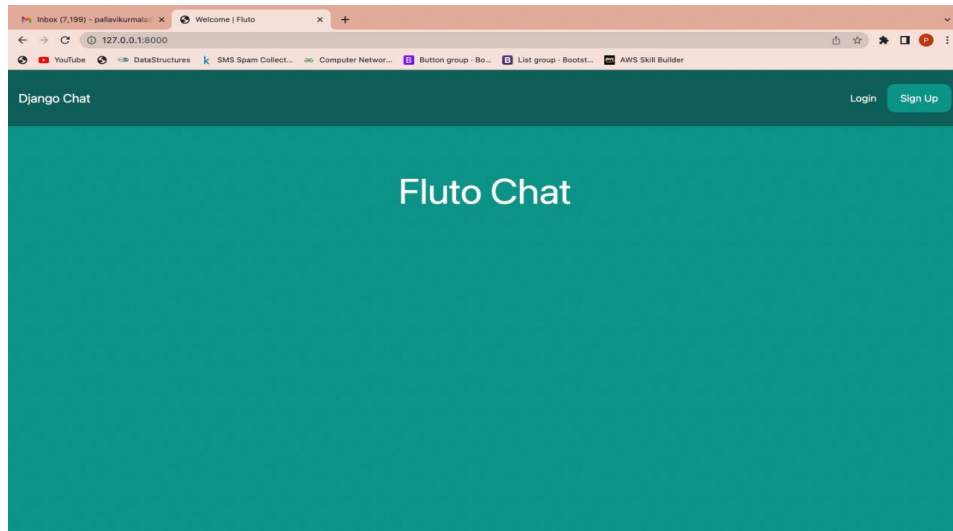 Inbox (7,199) - pallavikurmala
Welcome | Fluto
127.0.0.1:8000
P
YouTube DataStructures k SMS Spam Collect... Computer Networ... B Button group · Bo... B List group · Bootst... aws AWS Skill Builder
Django Chat Login Sign Up
Fluto Chat